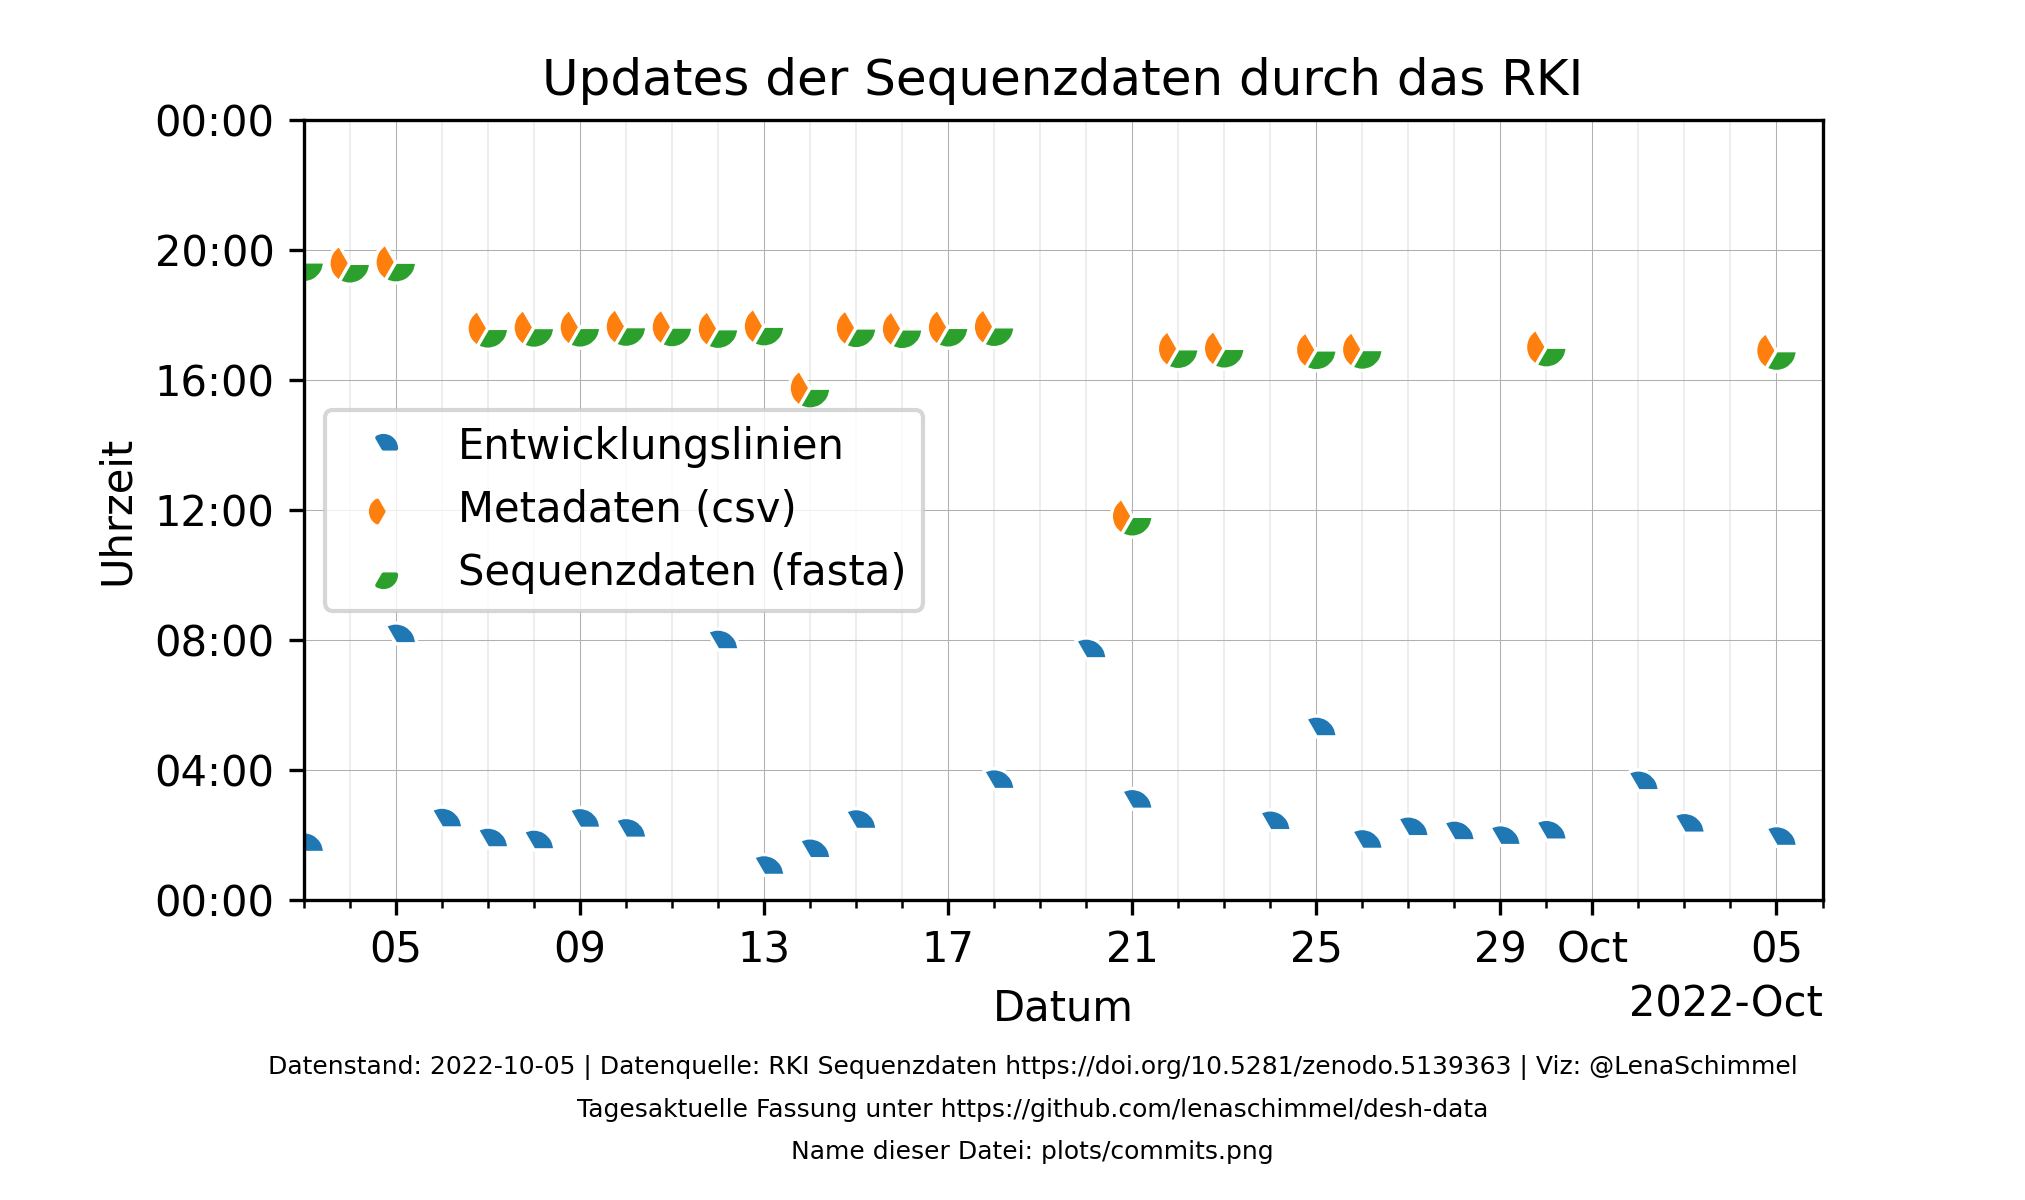 Updates der Sequenzdaten durch das RKI
00:00
20:00
16:00
12:00
08:00
04:00
00:00
Uhrzeit
Entwicklungslinien
Metadaten (csv)
Sequenzdaten (fasta)
05 09 13 17 21 25 29 Oct 05
Datum
2022-Oct
Datenstand: 2022-10-05 | Datenquelle: RKI Sequenzdaten https://doi.org/10.5281/zenodo.5139363 | Viz: @LenaSchimmel
Tagesaktuelle Fassung unter https://github.com/lenaschimmel/desh-data
Name dieser Datei: plots/commits.png